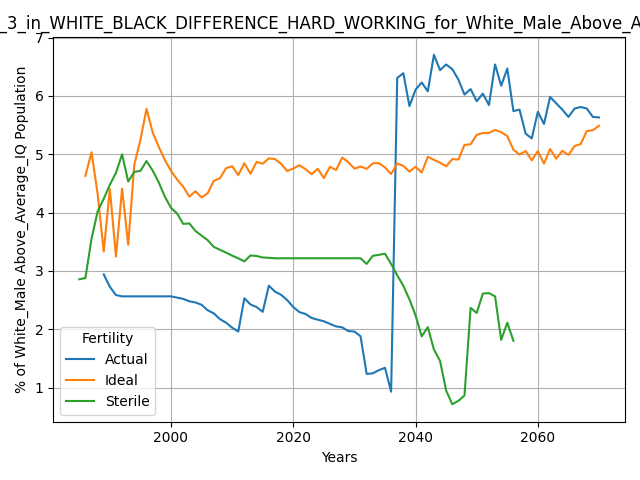 _3_in_WHITE_BLACK_DIFFERENCE_HARD_WORKING_for_White_Male_Above_A
% of White_Male Above_Average_IQ Population
7
6
5
4
3
2
1
Fertility
Actual
Ideal
Sterile
2000
2020
2040
2060
Years